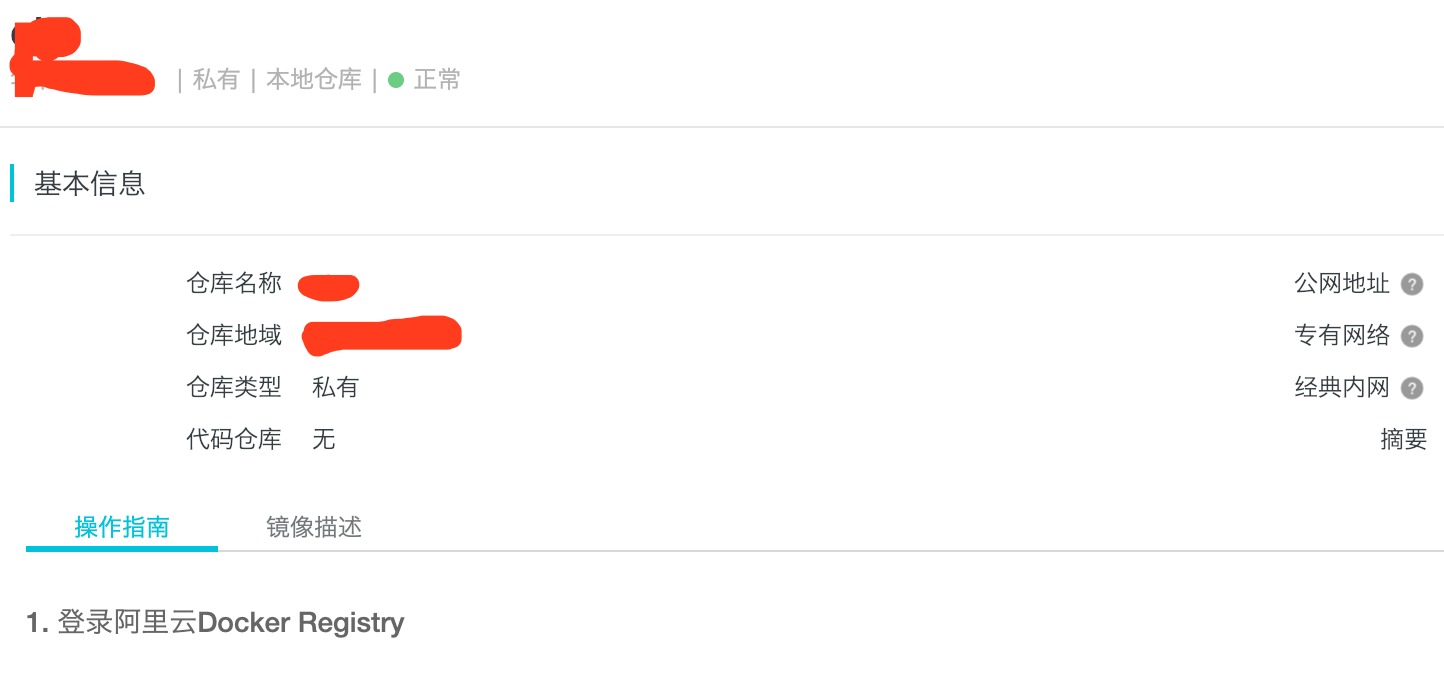 | 私有 | 本地仓库 | 正常
基本信息
仓库名称
公网地址 ?
仓库地域
专有网络 ?
仓库类型 私有
经典内网 ?
代码仓库 无
摘要
操作指南 镜像描述
1. 登录阿里云Docker Registry